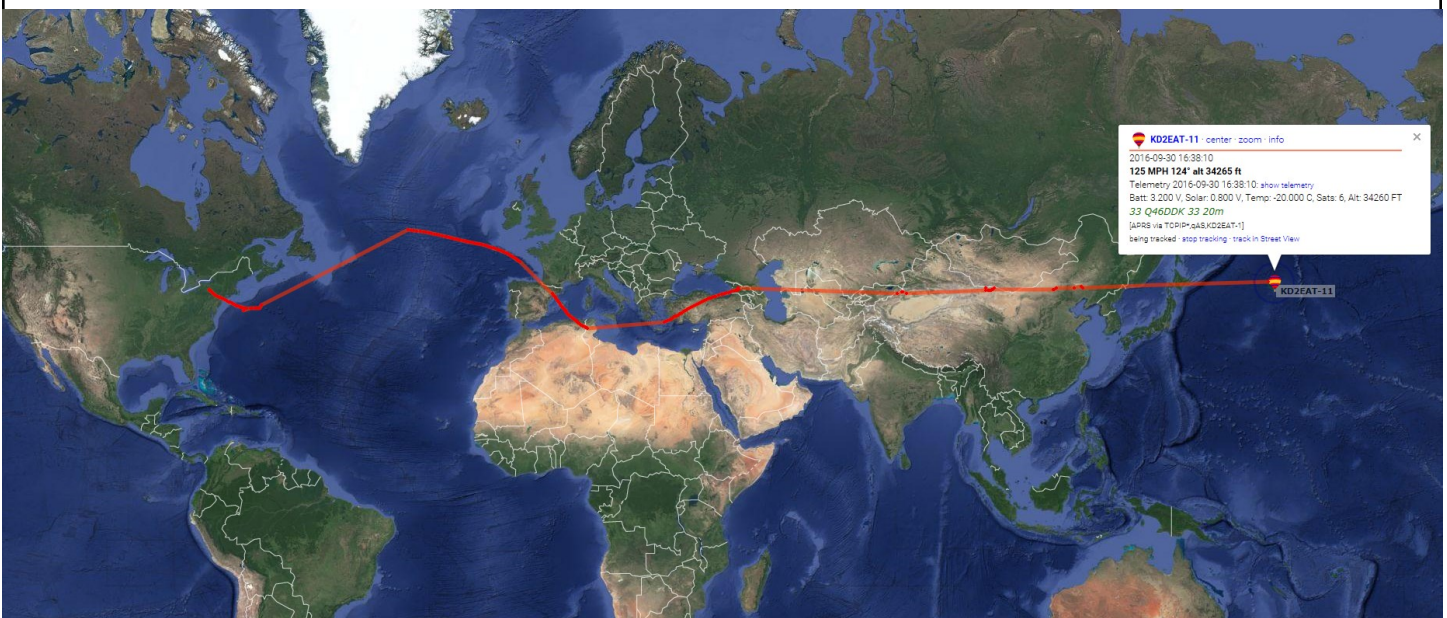 KD2EAT-11 · center · zoom · info
×
2016-09-30 16:38:10
125 MPH 124° alt 34265 ft
Telemetry 2016-09-30 16:38:10: show telemetry
Batt: 3.200 V, Solar: 0.800 V, Temp: -20.000 C, Sats: 6, Alt: 34260 FT
33 Q46DDK 33 20m
[APRS via TCPIP*,qAS,KD2EAT-1]
being tracked · stop tracking · track in Street View
KD2EAT-11